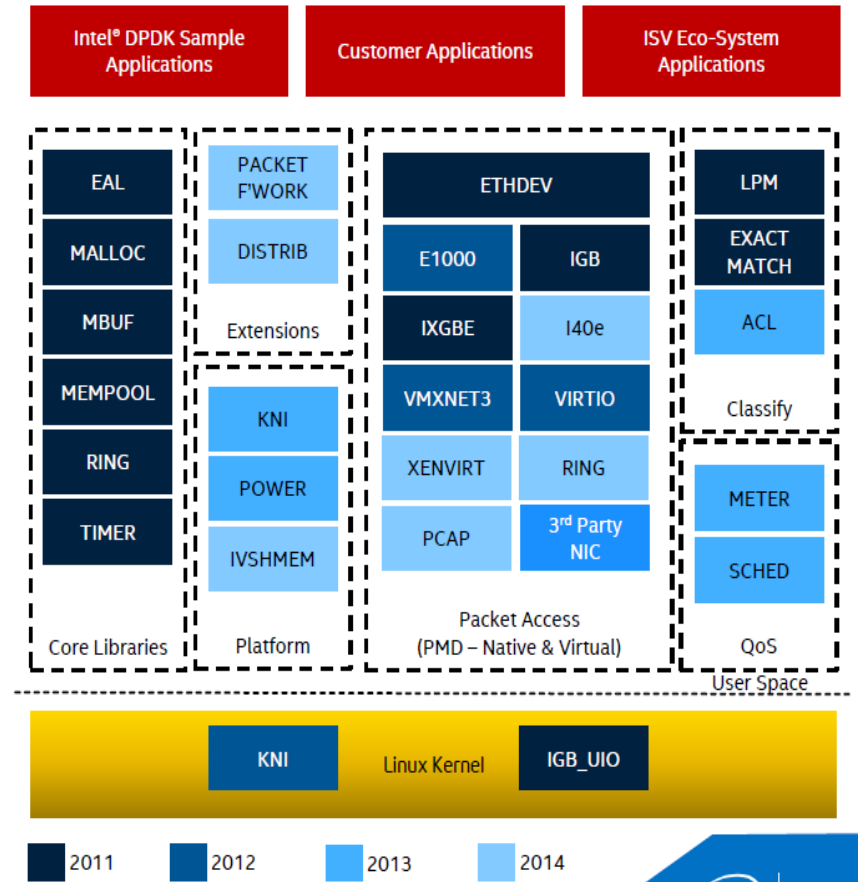 Intel® DPDK Sample
Applications
Customer Applications
ISV Eco-System
Applications
EAL
MALLOC
MBUF
MEMPOOL
RING
TIMER
Core Libraries
PACKET
F'WORK
DISTRIB
Extensions
KNI
POWER
IVSHMEM
Platform
ETHDEV
E1000
IGB
IXGBE
I40e
VMXNET3
VIRTIO
XENVIRT
RING
PCAP
3rd Party
NIC
Packet Access
(PMD – Native & Virtual)
LPM
EXACT
MATCH
ACL
Classify
METER
SCHED
QoS
User Space
KNI
Linux Kernel
IGB_UIO
2011
2012
2013
2014